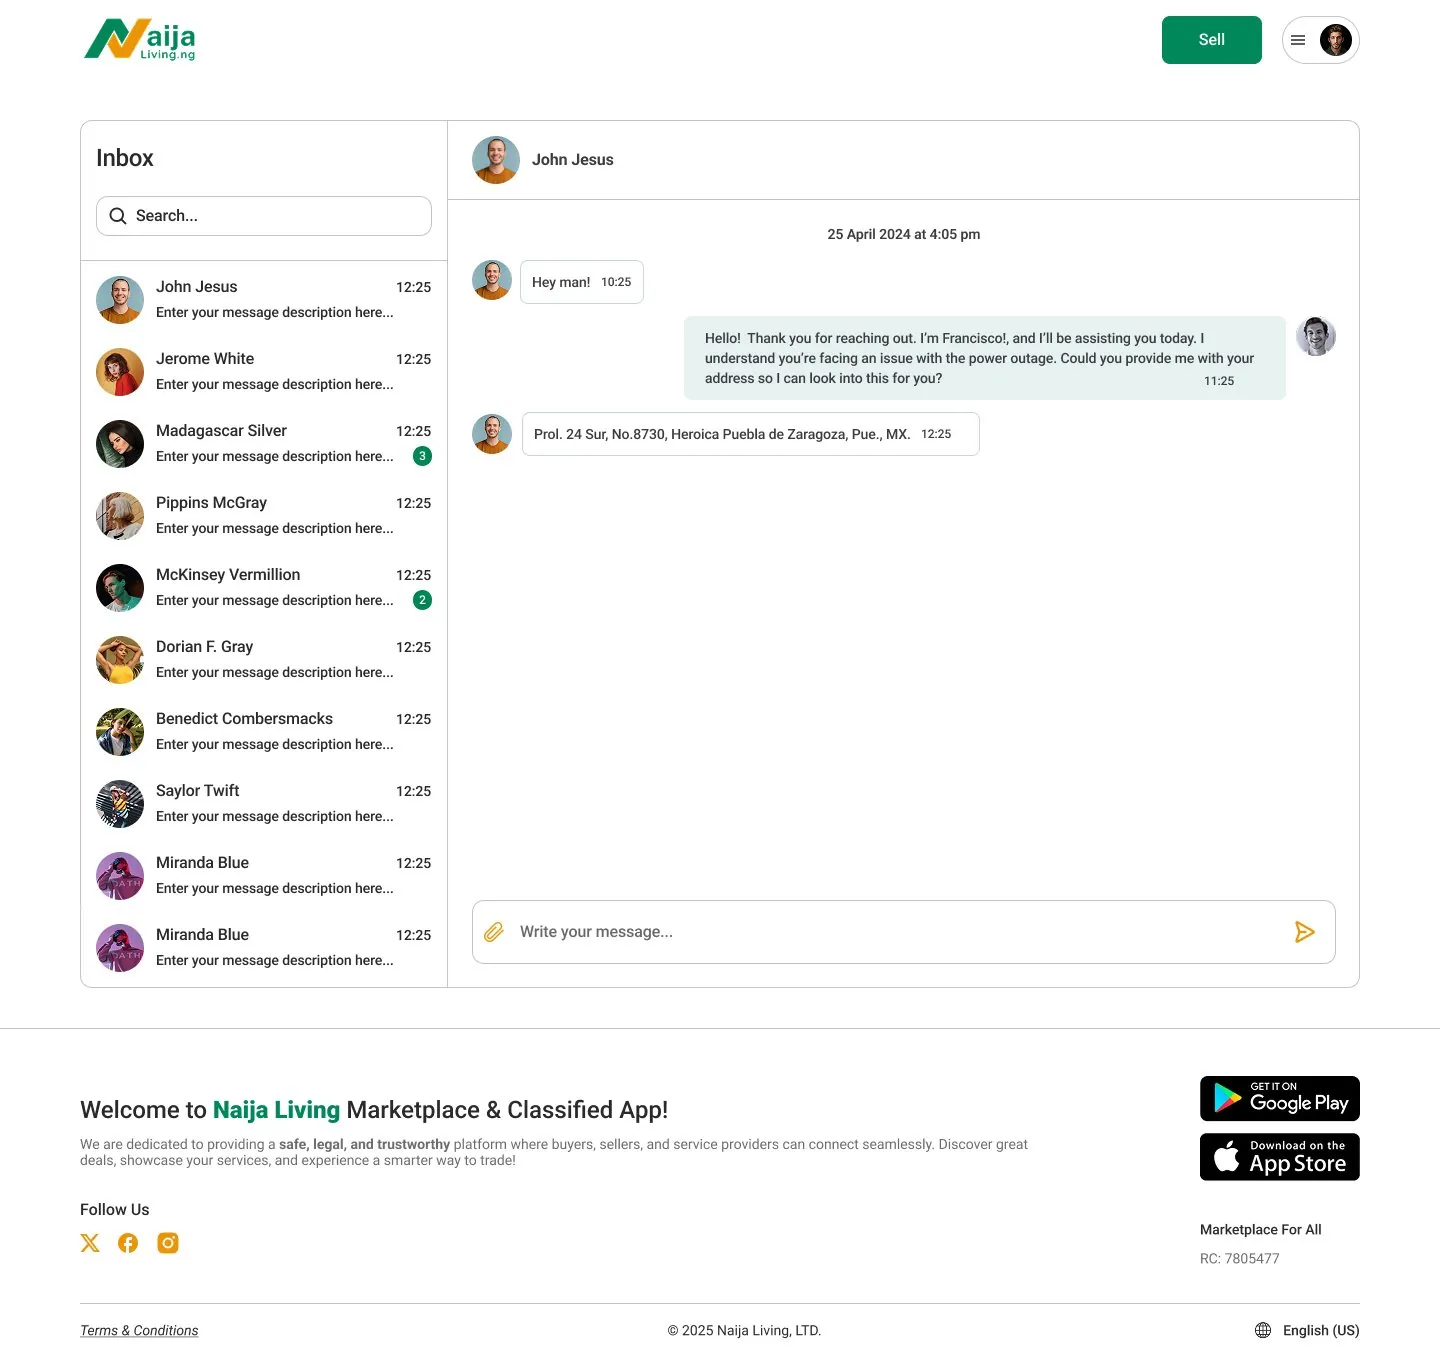 Naija
Living.ng
Sell
Inbox
Search...
John Jesus 12:25
Enter your message description here...
Jerome White 12:25
Enter your message description here...
Madagascar Silver 12:25
Enter your message description here... 3
Pippins McGray 12:25
Enter your message description here...
McKinsey Vermillion 12:25
Enter your message description here... 2
Dorian F. Gray 12:25
Enter your message description here...
Benedict Combersmacks 12:25
Enter your message description here...
Saylor Twift 12:25
Enter your message description here...
Miranda Blue 12:25
Enter your message description here...
Miranda Blue 12:25
Enter your message description here...
John Jesus
25 April 2024 at 4:05 pm
Hey man! 10:25
Hello!  Thank you for reaching out. I’m Francisco!, and I’ll be assisting you today. I
understand you’re facing an issue with the power outage. Could you provide me with your
address so I can look into this for you? 11:25
Prol. 24 Sur, No.8730, Heroica Puebla de Zaragoza, Pue., MX. 12:25
Write your message...
Welcome to Naija Living Marketplace & Classified App!
We are dedicated to providing a safe, legal, and trustworthy platform where buyers, sellers, and service providers can connect seamlessly. Discover great
deals, showcase your services, and experience a smarter way to trade!
Follow Us
GET IT ON
Google Play
Download on the
App Store
Marketplace For All
RC: 7805477
Terms & Conditions
© 2025 Naija Living, LTD.
English (US)